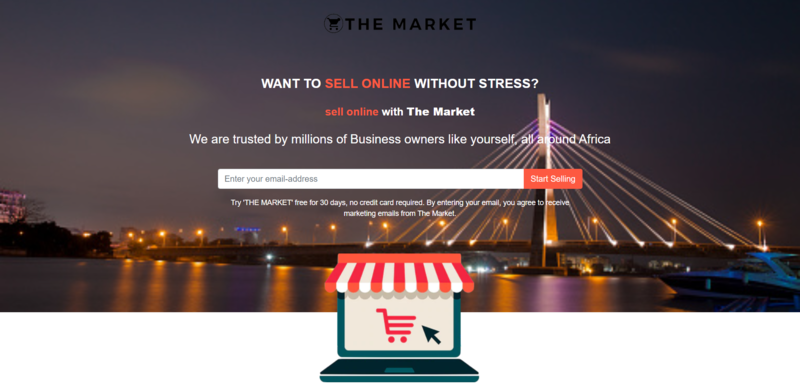 THE MARKET
WANT TO SELL ONLINE WITHOUT STRESS?
sell online with The Market
We are trusted by millions of Business owners like yourself, all around Africa
Enter your email-address
Start Selling
Try 'THE MARKET' free for 30 days, no credit card required. By entering your email, you agree to receive
marketing emails from The Market.